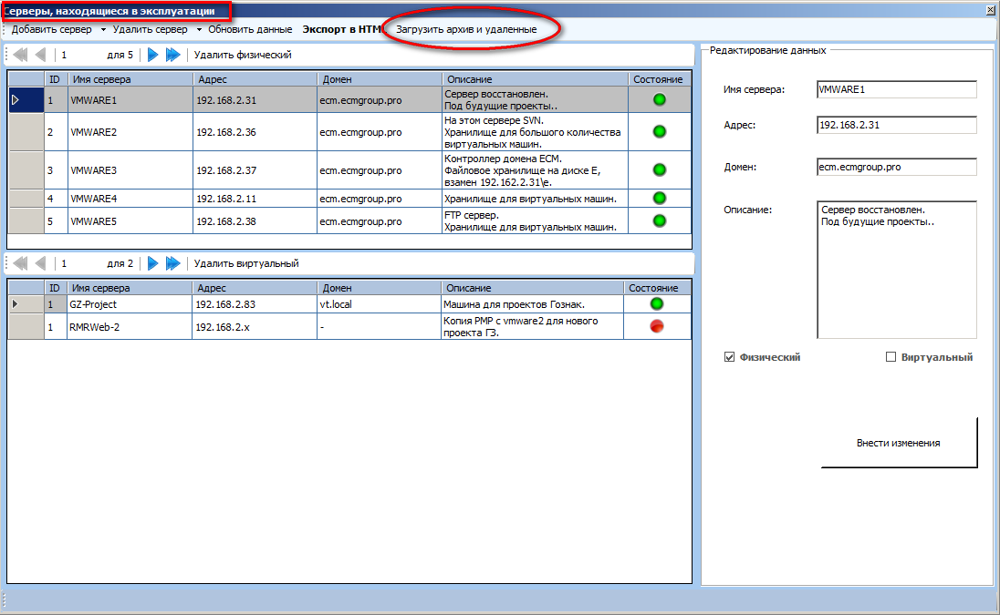 Серверы, находящиеся в эксплуатации
Добавить сервер Удалить сервер Обновить данные Экспорт в HTM Загрузить архив и удаленные
1 для 5 Удалить физический
ID Имя сервера Адрес Домен Описание Состояние
1 VMWARE1 192.168.2.31 ecm.ecmgroup.pro Сервер восстановлен.
Под будущие проекты..
2 VMWARE2 192.168.2.36 ecm.ecmgroup.pro На этом сервере SVN.
Хранилище для большого количества
виртуальных машин.
3 VMWARE3 192.168.2.37 ecm.ecmgroup.pro Контроллер домена ECM.
Файловое хранилище на диске E,
взамен 192.162.2.31\e.
4 VMWARE4 192.168.2.11 ecm.ecmgroup.pro Хранилище для виртуальных машин.
5 VMWARE5 192.168.2.38 ecm.ecmgroup.pro FTP сервер.
Хранилище для виртуальных машин.
1 для 2 Удалить виртуальный
ID Имя сервера Адрес Домен Описание Состояние
1 GZ-Project 192.168.2.83 vt.local Машина для проектов Гознак.
1 RMRWeb-2 192.168.2.x - Копия РМР с vmware2 для нового
проекта ГЗ.
Редактирование данных
Имя сервера: VMWARE1
Адрес: 192.168.2.31
Домен: ecm.ecmgroup.pro
Описание: Сервер восстановлен.
Под будущие проекты..
Физический Виртуальный
Внести изменения